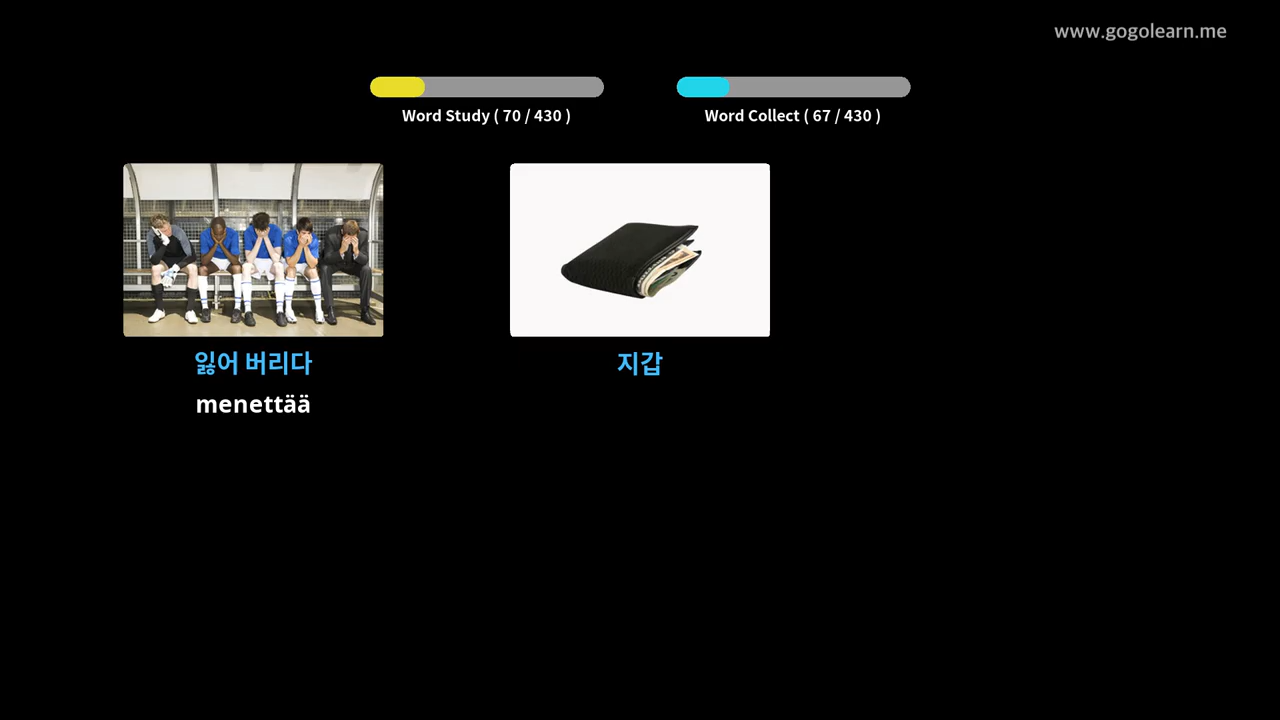 www.gogolearn.me
Word Study ( 70 / 430 )
Word Collect ( 67 / 430 )
잃어 버리다
지갑
menettää